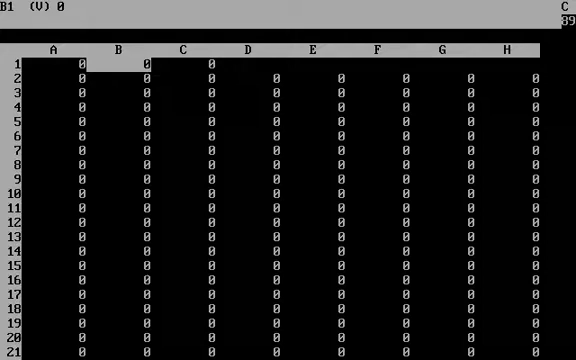 B1 (V) 0 C
89
A B C D E F G H
1 0 0 0
2 0 0 0 0 0 0 0 0
3 0 0 0 0 0 0 0 0
4 0 0 0 0 0 0 0 0
5 0 0 0 0 0 0 0 0
6 0 0 0 0 0 0 0 0
7 0 0 0 0 0 0 0 0
8 0 0 0 0 0 0 0 0
9 0 0 0 0 0 0 0 0
10 0 0 0 0 0 0 0 0
11 0 0 0 0 0 0 0 0
12 0 0 0 0 0 0 0 0
13 0 0 0 0 0 0 0 0
14 0 0 0 0 0 0 0 0
15 0 0 0 0 0 0 0 0
16 0 0 0 0 0 0 0 0
17 0 0 0 0 0 0 0 0
18 0 0 0 0 0 0 0 0
19 0 0 0 0 0 0 0 0
20 0 0 0 0 0 0 0 0
21 0 0 0 0 0 0 0 0